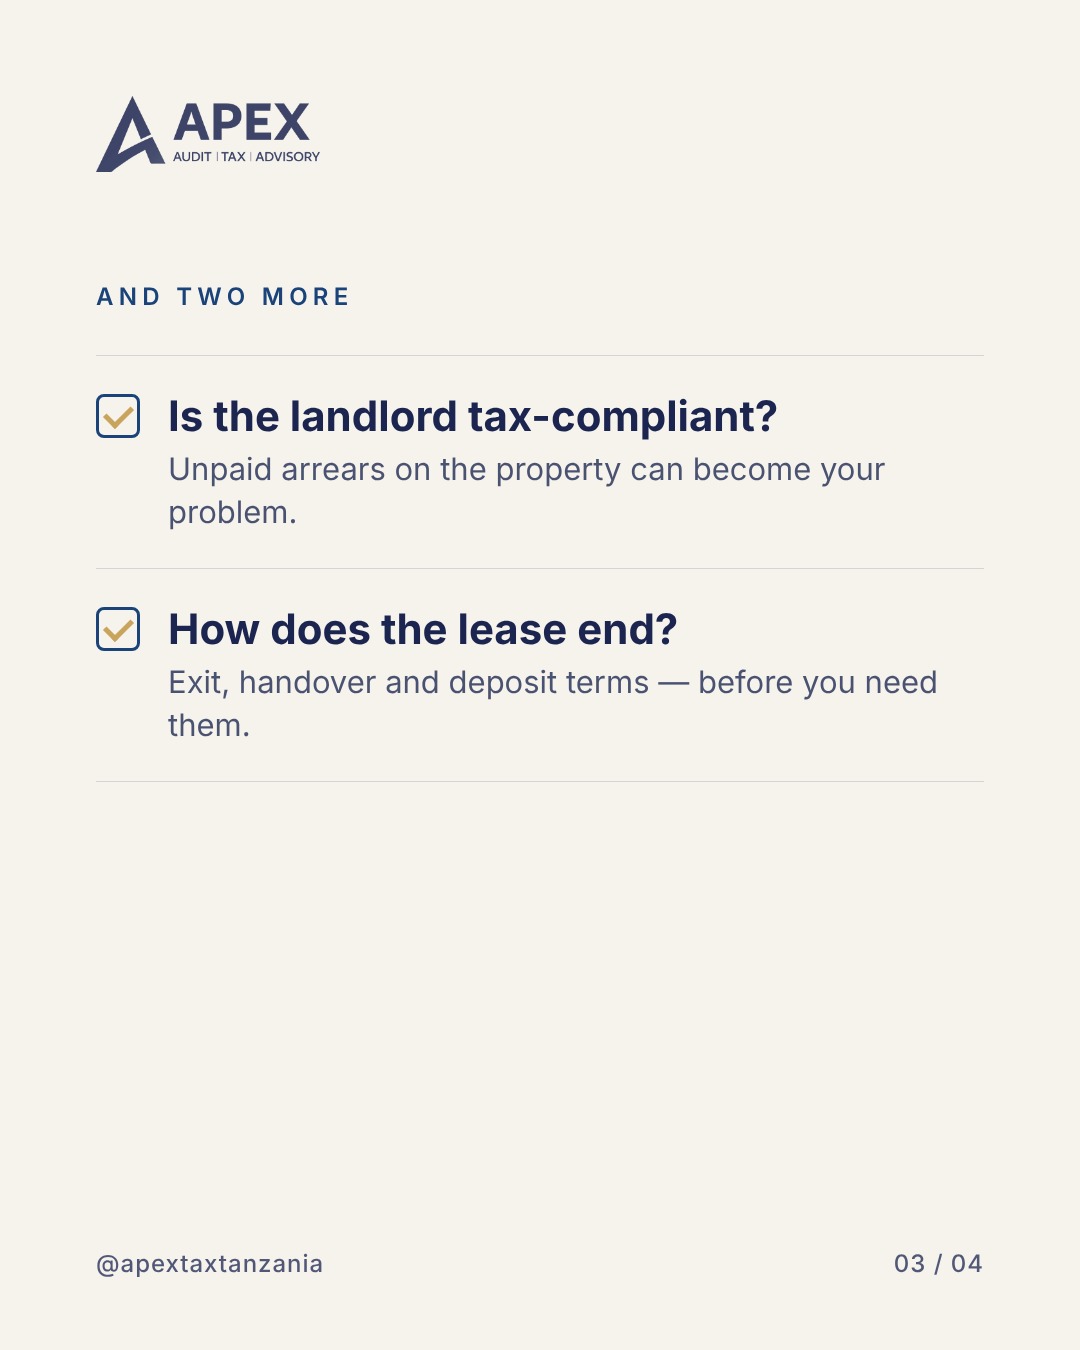 APEX
AUDIT | TAX | ADVISORY
AND TWO MORE
Is the landlord tax-compliant?
Unpaid arrears on the property can become your
problem.
How does the lease end?
Exit, handover and deposit terms — before you need
them.
@apextaxtanzania
03 / 04